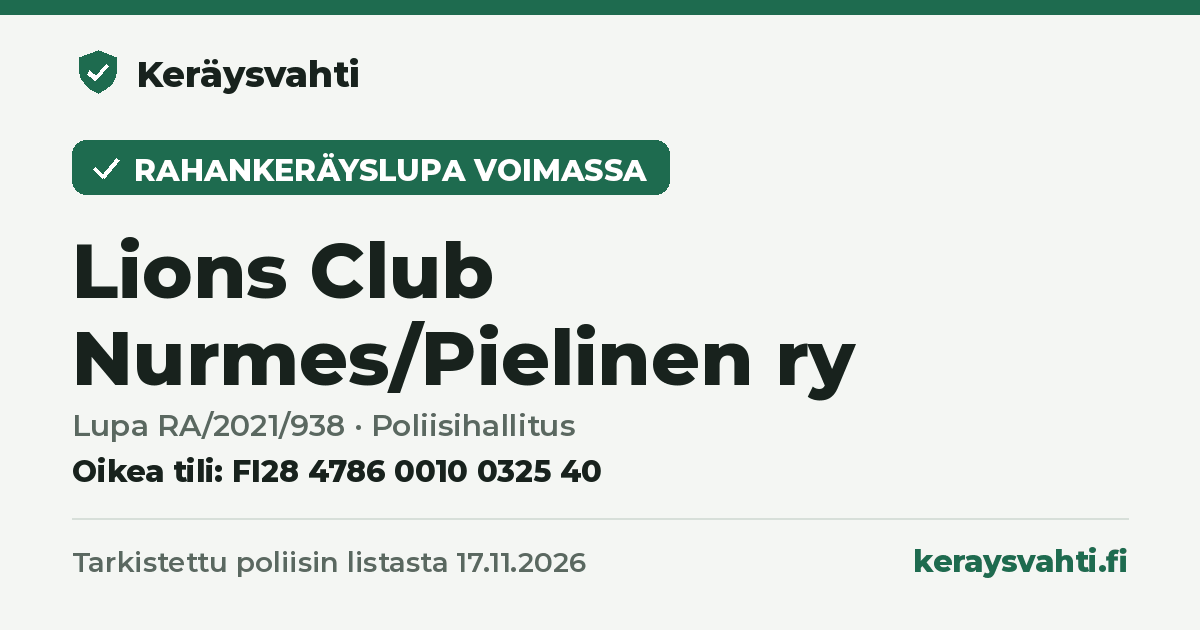 Keräysvahti
RAHANKERÄYSLUPA VOIMASSA
Lions Club
Nurmes/Pielinen ry
Lupa RA/2021/938 · Poliisihallitus
Oikea tili: FI28 4786 0010 0325 40
Tarkistettu poliisin listasta 17.11.2026
keraysvahti.fi